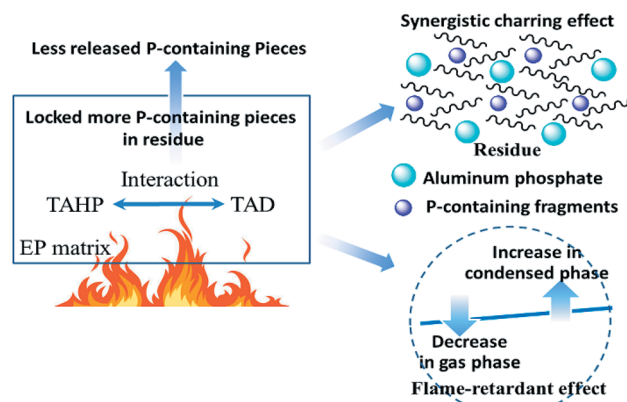 Less released P-containing Pieces
Locked more P-containing pieces
in residue
Interaction
TAHP
TAD
EP matrix
Synergistic charring effect
Residue
Aluminum phosphate
P-containing fragments
Increase in
condensed phase
Decrease
in gas phase
Flame-retardant effect